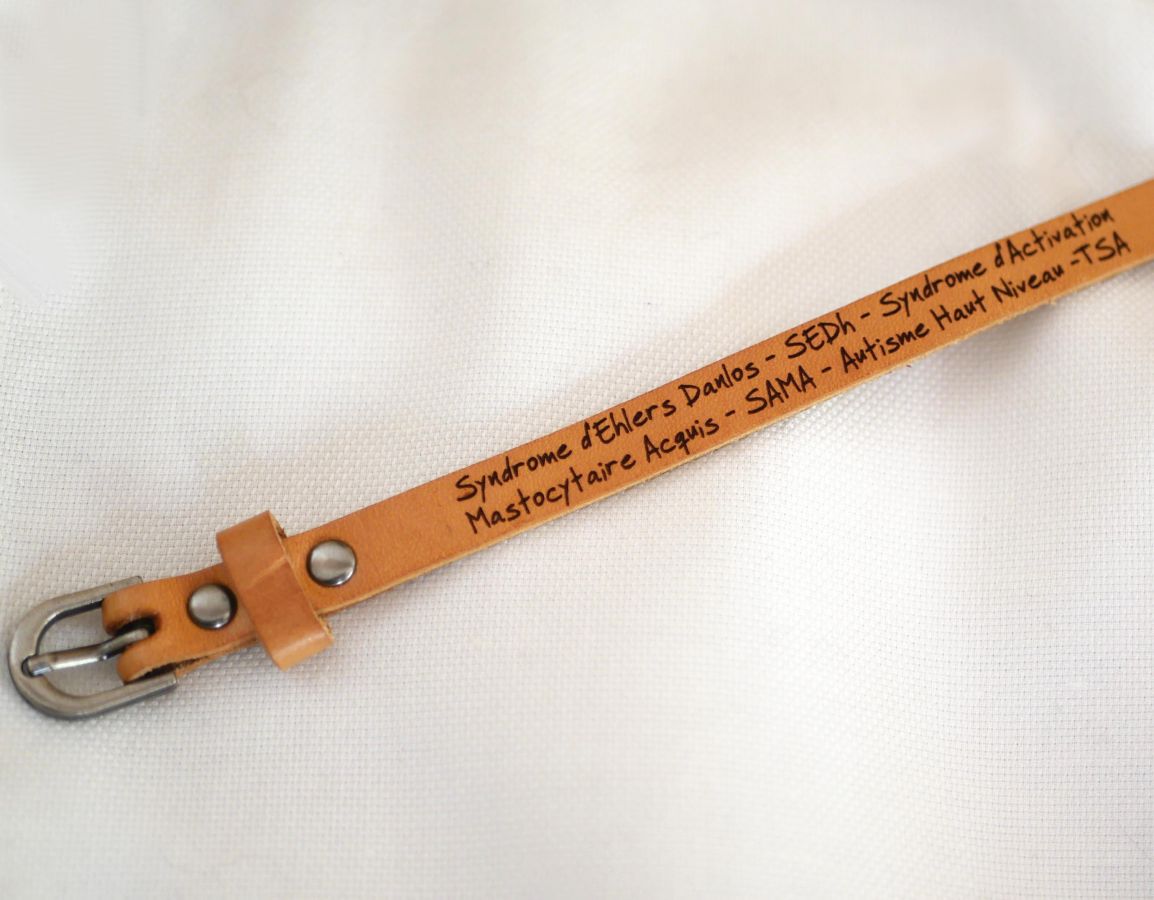 Syndrome d'Ehlers Danlos - SEDh - Syndrome d'Activation
Mastocytaire Acquis - SAMA - Autisme Haut Niveau -TSA